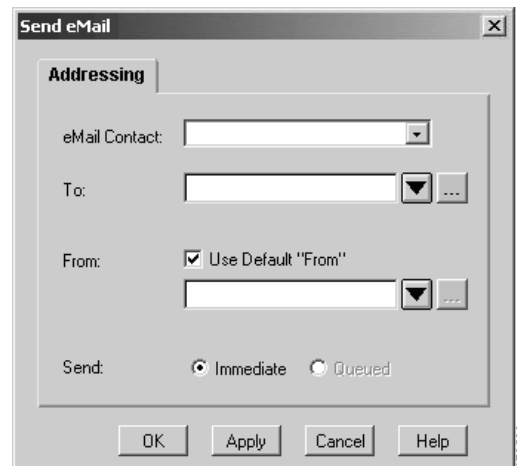 Send eMail
Addressing
eMail Contact:
To:
...
From:
Use Default "From"
...
Send:
Immediate
Queued
OK
Apply
Cancel
Help